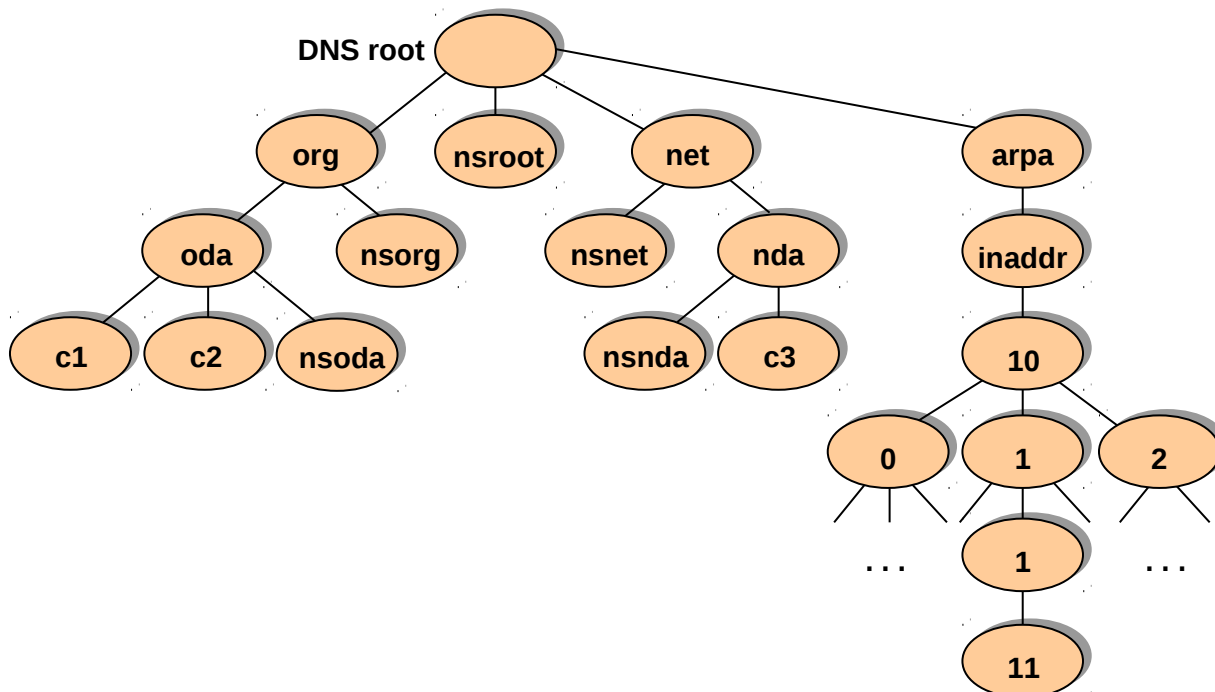 DNS root
org nsroot net arpa
oda nsorg nsnet nda inaddr
c1 c2 nsoda nsnda c3 10
0 1 2
... 1 ...
11